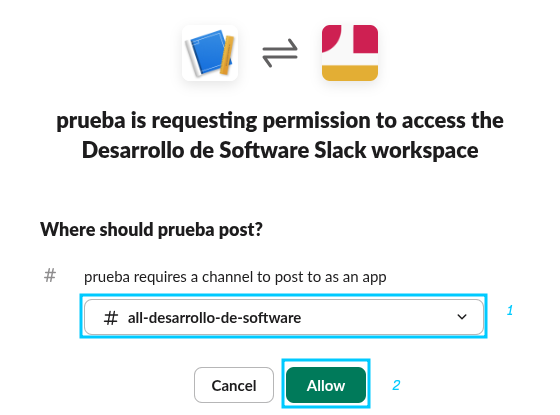 prueba is requesting permission to access the
Desarrollo de Software Slack workspace
Where should prueba post?
# prueba requires a channel to post to as an app
# all-desarrollo-de-software 1
Cancel Allow 2